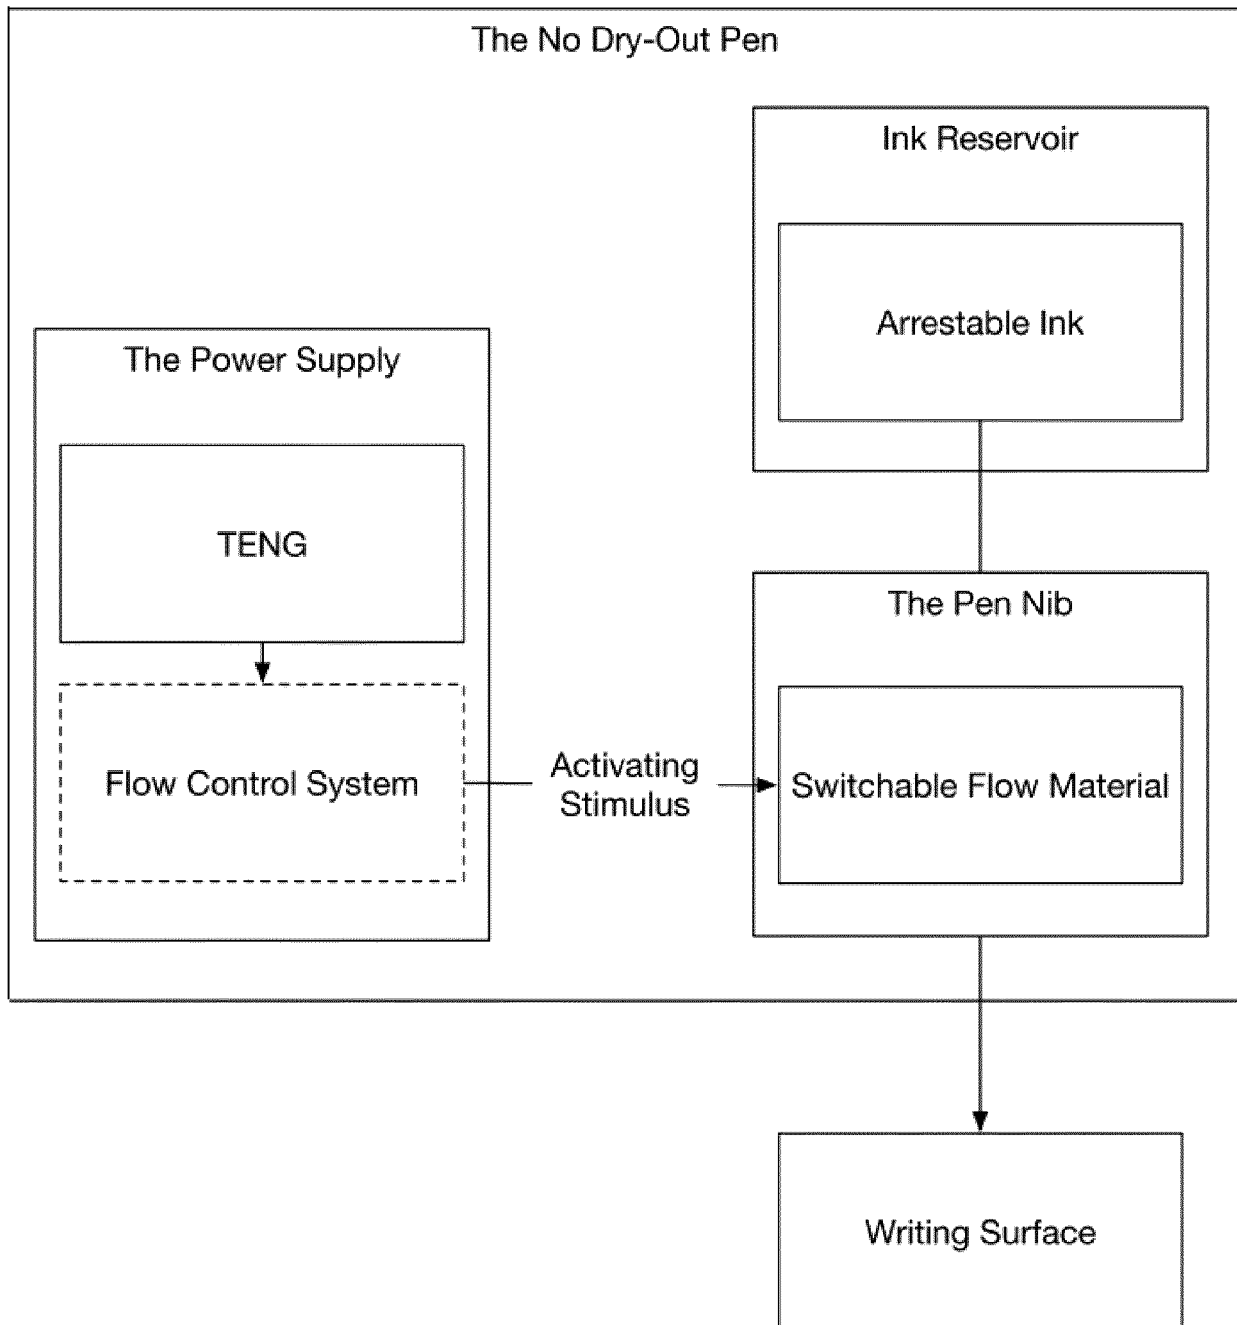 The No Dry-Out Pen
Ink Reservoir
Arrestable Ink
The Power Supply
TENG
The Pen Nib
Flow Control System
Activating
Stimulus
Switchable Flow Material
Writing Surface